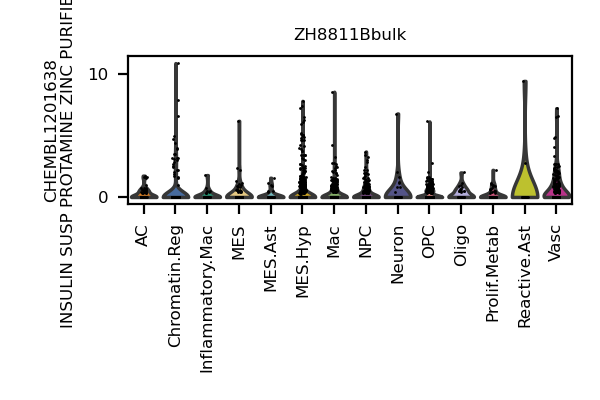 ZH8811Bbulk
CHEMBL1201638
INSULIN SUSP PROTAMINE ZINC
10
0
AC
Chromatin.Reg
Inflammatory.Mac
MES
MES.Ast
MES.Hyp
Mac
NPC
Neuron
OPC
Oligo
Prolif.Metab
Reactive.Ast
Vasc